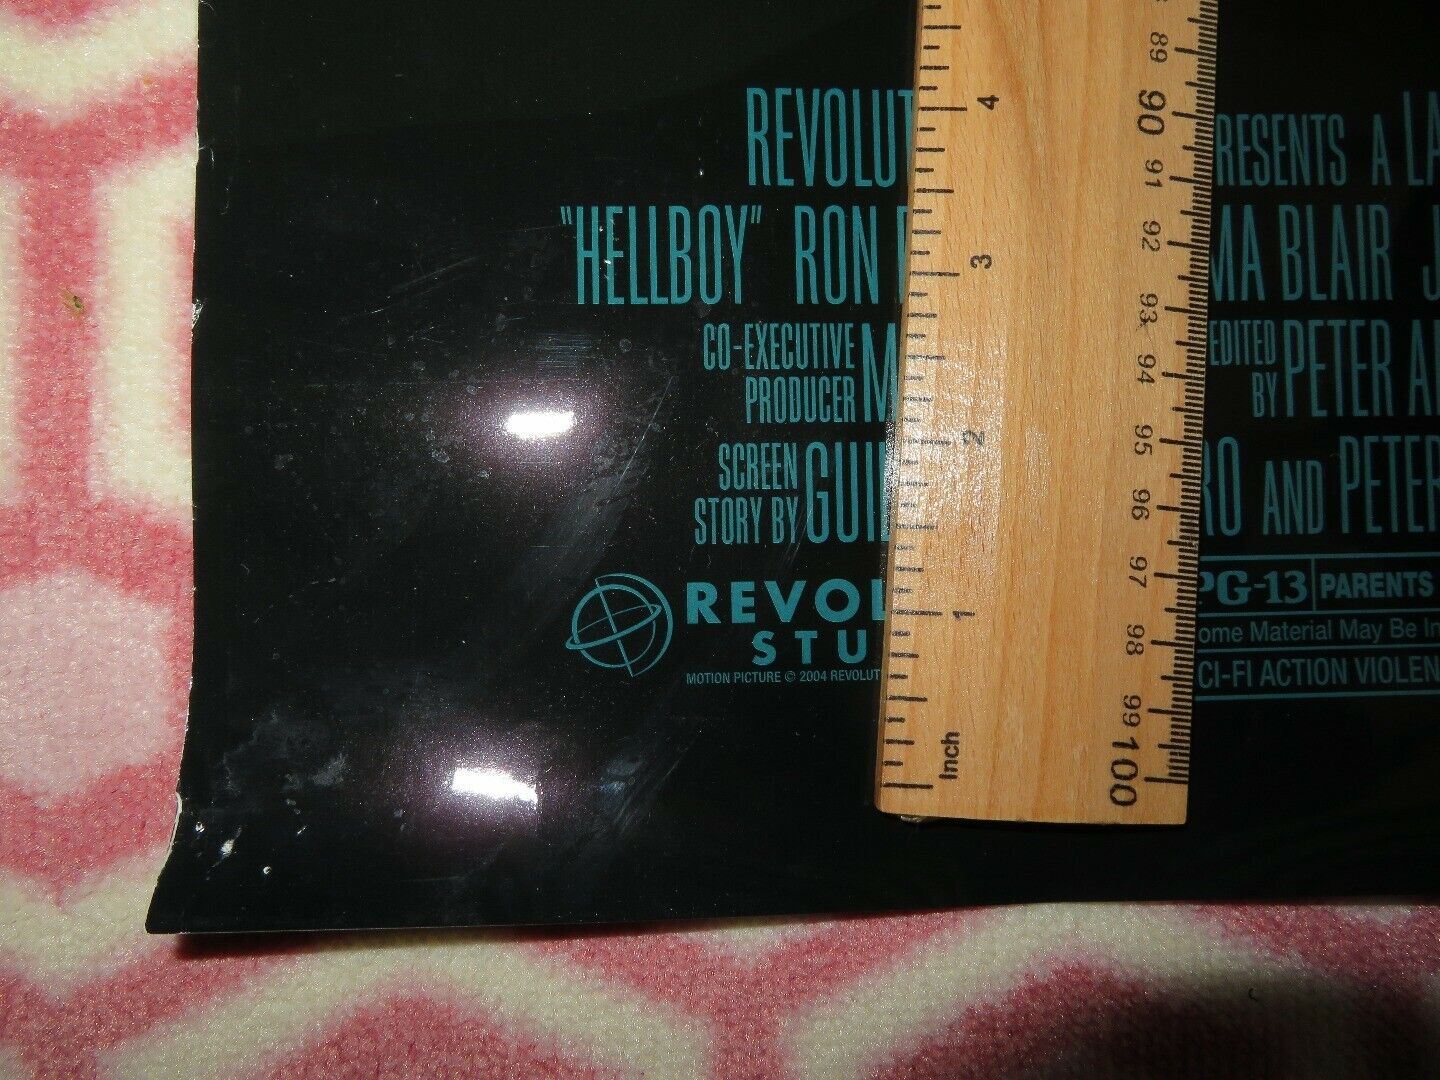 REVOLUT RESENTS A LA
"HELLBOY" RON MA BLAIR J
CO-EXECUTIVE PRODUCER M EDITED BY PETER A
SCREEN STORY BY GUIL RO AND PETER
REVOL STU
MOTION PICTURE © 2004 REVOLUT
PG-13 PARENTS
ome Material May Be In
CI-FI ACTION VIOLEN
4
3
2
1
Inch
89
90
91
92
93
94
95
96
97
98
99
100